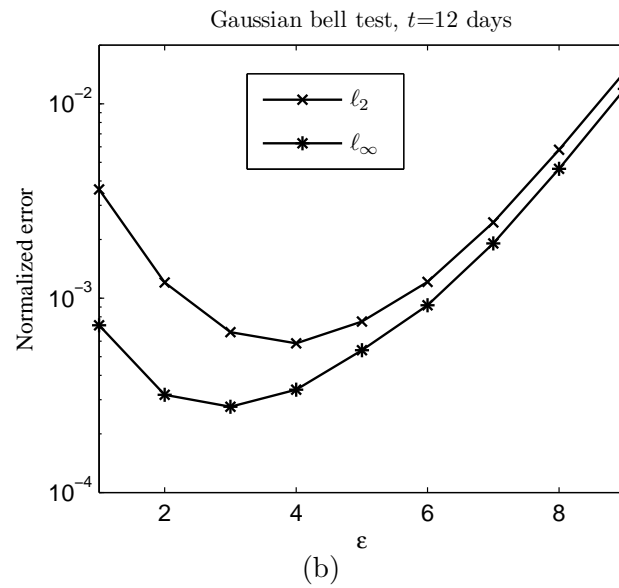 Gaussian bell test, t=12 days
10⁻²
10⁻³
10⁻⁴
Normalized error
ℓ₂
ℓ∞
2 4 6 8
ε
(b)